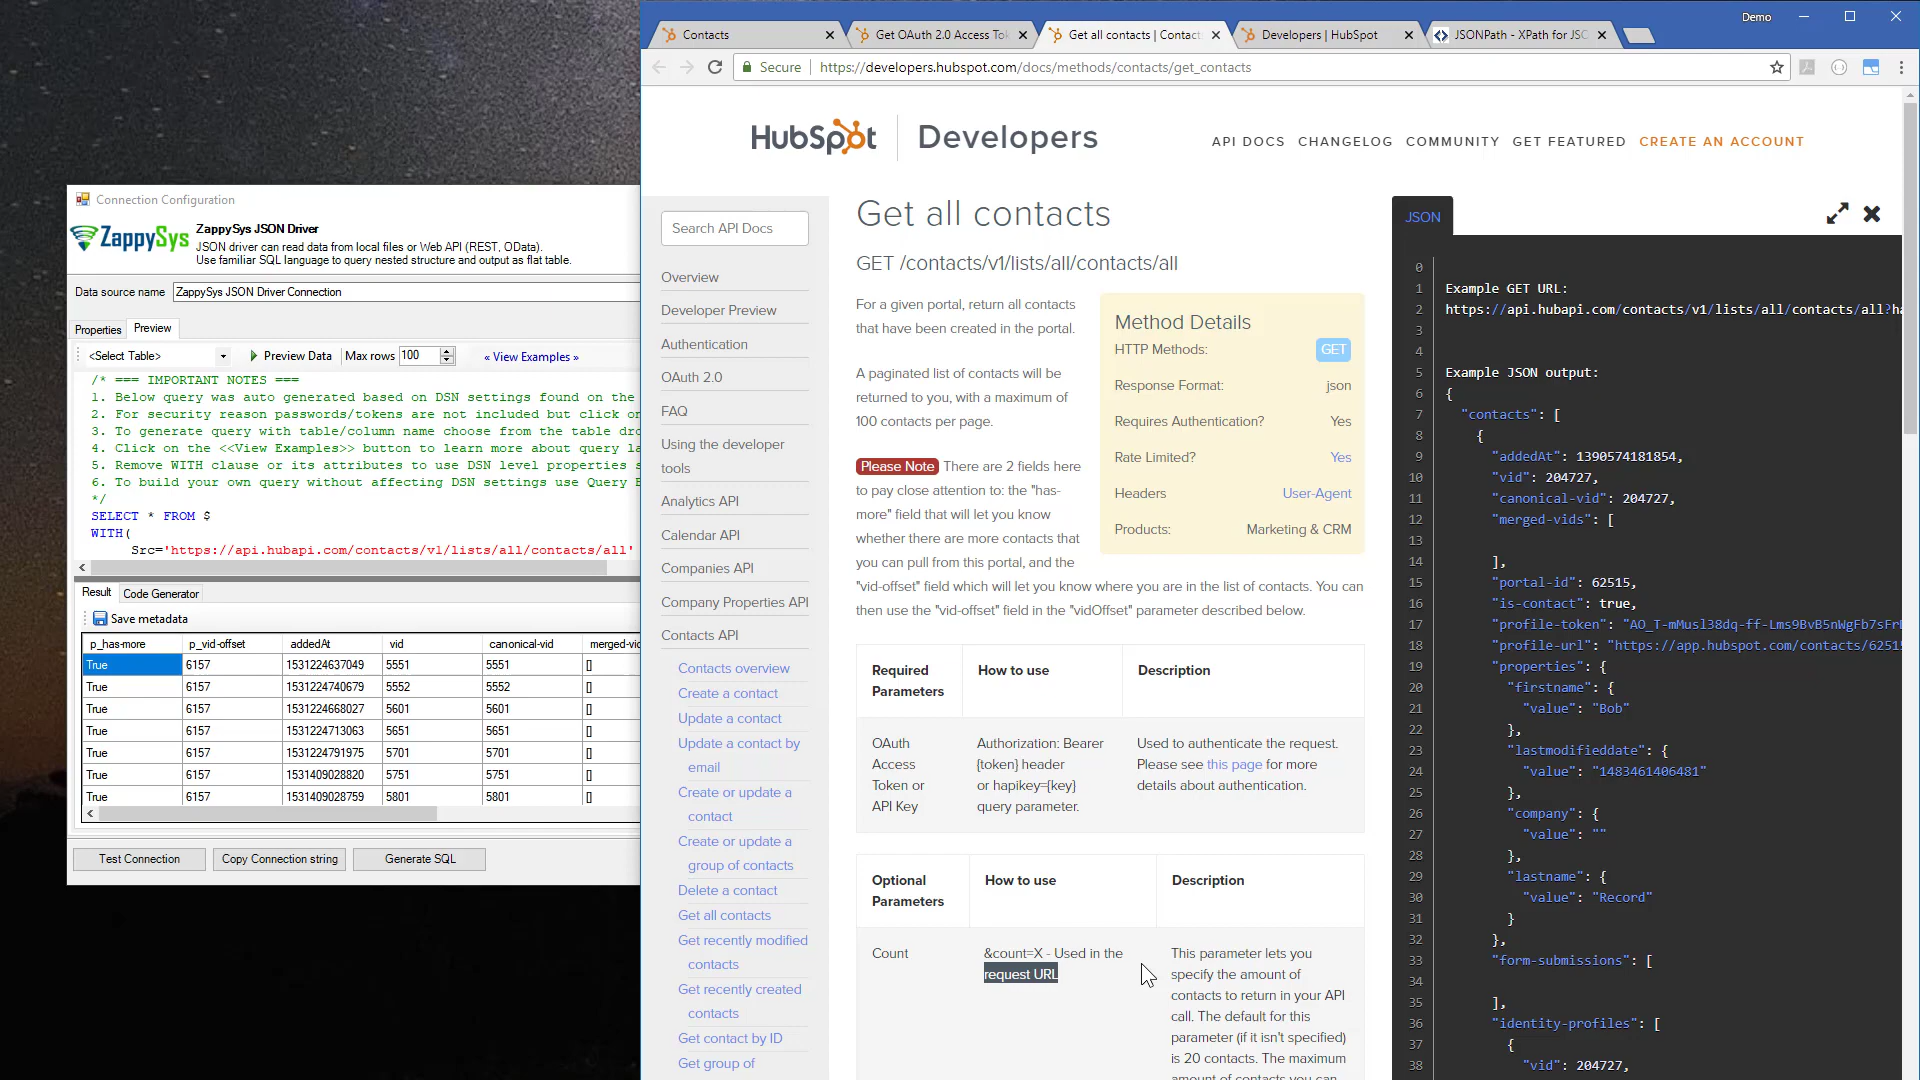 Demo
Contacts
Get OAuth 2.0 Access Tok
Get all contacts | Contact
Developers | HubSpot
JSONPath - XPath for JSO
Secure
https://developers.hubspot.com/docs/methods/contacts/get_contacts
HubSpot
Developers
API DOCS CHANGELOG COMMUNITY GET FEATURED CREATE AN ACCOUNT
Connection Configuration
ZappySys
ZappySys JSON Driver
JSON driver can read data from local files or Web API (REST, OData).
Use familiar SQL language to query nested structure and output as flat table.
Data source name
ZappySys JSON Driver Connection
Properties
Preview
<Select Table>
Preview Data
Max rows
100
« View Examples »
/* === IMPORTANT NOTES ===
1. Below query was auto generated based on DSN settings found on the
2. For security reason passwords/tokens are not included but click on
3. To generate query with table/column name choose from the table dro
4. Click on the <<View Examples>> button to learn more about query la
5. Remove WITH clause or its attributes to use DSN level properties s
6. To build your own query without affecting DSN settings use Query B
*/
SELECT * FROM $
WITH(
Src='https://api.hubapi.com/contacts/v1/lists/all/contacts/all'
Result
Code Generator
Save metadata
p_has-more p_vid-offset addedAt vid canonical-vid merged-vid
True 6157 1531224637049 5551 5551 []
True 6157 1531224740679 5552 5552 []
True 6157 1531224668027 5601 5601 []
True 6157 1531224713063 5651 5651 []
True 6157 1531224791975 5701 5701 []
True 6157 1531409028820 5751 5751 []
True 6157 1531409028759 5801 5801 []
Test Connection
Copy Connection string
Generate SQL
Search API Docs
Overview
Developer Preview
Authentication
OAuth 2.0
FAQ
Using the developer
tools
Analytics API
Calendar API
Companies API
Company Properties API
Contacts API
Contacts overview
Create a contact
Update a contact
Update a contact by
email
Create or update a
contact
Create or update a
group of contacts
Delete a contact
Get all contacts
Get recently modified
contacts
Get recently created
contacts
Get contact by ID
Get group of
Get all contacts
GET /contacts/v1/lists/all/contacts/all
For a given portal, return all contacts
that have been created in the portal.
A paginated list of contacts will be
returned to you, with a maximum of
100 contacts per page.
Please Note There are 2 fields here
to pay close attention to: the "has-
more" field that will let you know
whether there are more contacts that
you can pull from this portal, and the
"vid-offset" field which will let you know where you are in the list of contacts. You can
then use the "vid-offset" field in the "vidOffset" parameter described below.
Method Details
HTTP Methods: GET
Response Format: json
Requires Authentication? Yes
Rate Limited? Yes
Headers User-Agent
Products: Marketing & CRM
Required
Parameters
How to use
Description
OAuth
Access
Token or
API Key
Authorization: Bearer
{token} header
or hapikey={key}
query parameter.
Used to authenticate the request.
Please see this page for more
details about authentication.
Optional
Parameters
How to use
Description
Count
&count=X - Used in the
request URL
This parameter lets you
specify the amount of
contacts to return in your API
call. The default for this
parameter (if it isn't specified)
is 20 contacts. The maximum
amount of contacts you can
JSON
0
1 Example GET URL:
2 https://api.hubapi.com/contacts/v1/lists/all/contacts/all?ha
3
4
5 Example JSON output:
6 {
7 "contacts": [
8 {
9 "addedAt": 1390574181854,
10 "vid": 204727,
11 "canonical-vid": 204727,
12 "merged-vids": [
13
14 ],
15 "portal-id": 62515,
16 "is-contact": true,
17 "profile-token": "AO_T-mMusl38dq-ff-Lms9BvB5nWgFb7sFr
18 "profile-url": "https://app.hubspot.com/contacts/6251
19 "properties": {
20 "firstname": {
21 "value": "Bob"
22 },
23 "lastmodifieddate": {
24 "value": "1483461406481"
25 },
26 "company": {
27 "value": ""
28 },
29 "lastname": {
30 "value": "Record"
31 }
32 },
33 "form-submissions": [
34
35 ],
36 "identity-profiles": [
37 {
38 "vid": 204727,